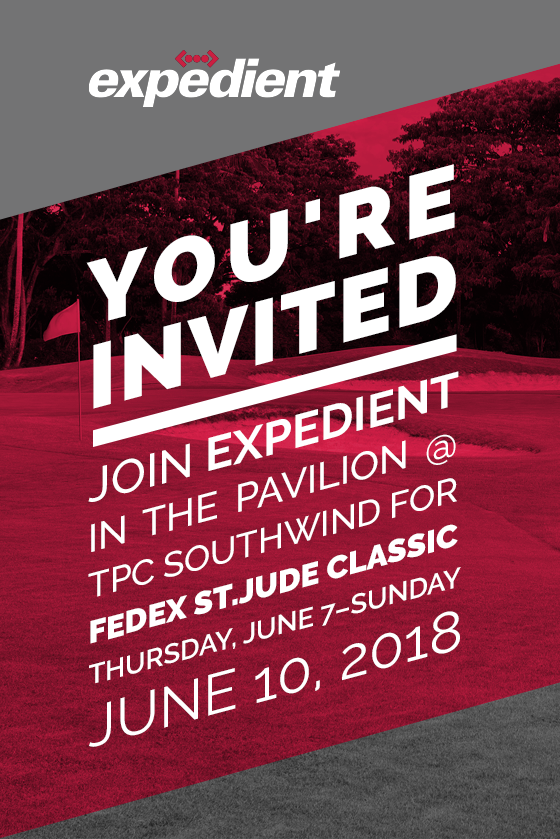 expedient
YOU'RE
INVITED
JOIN EXPEDIENT
IN THE PAVILION @
TPC SOUTHWIND FOR
FEDEX ST.JUDE CLASSIC
THURSDAY, JUNE 7–SUNDAY
JUNE 10, 2018